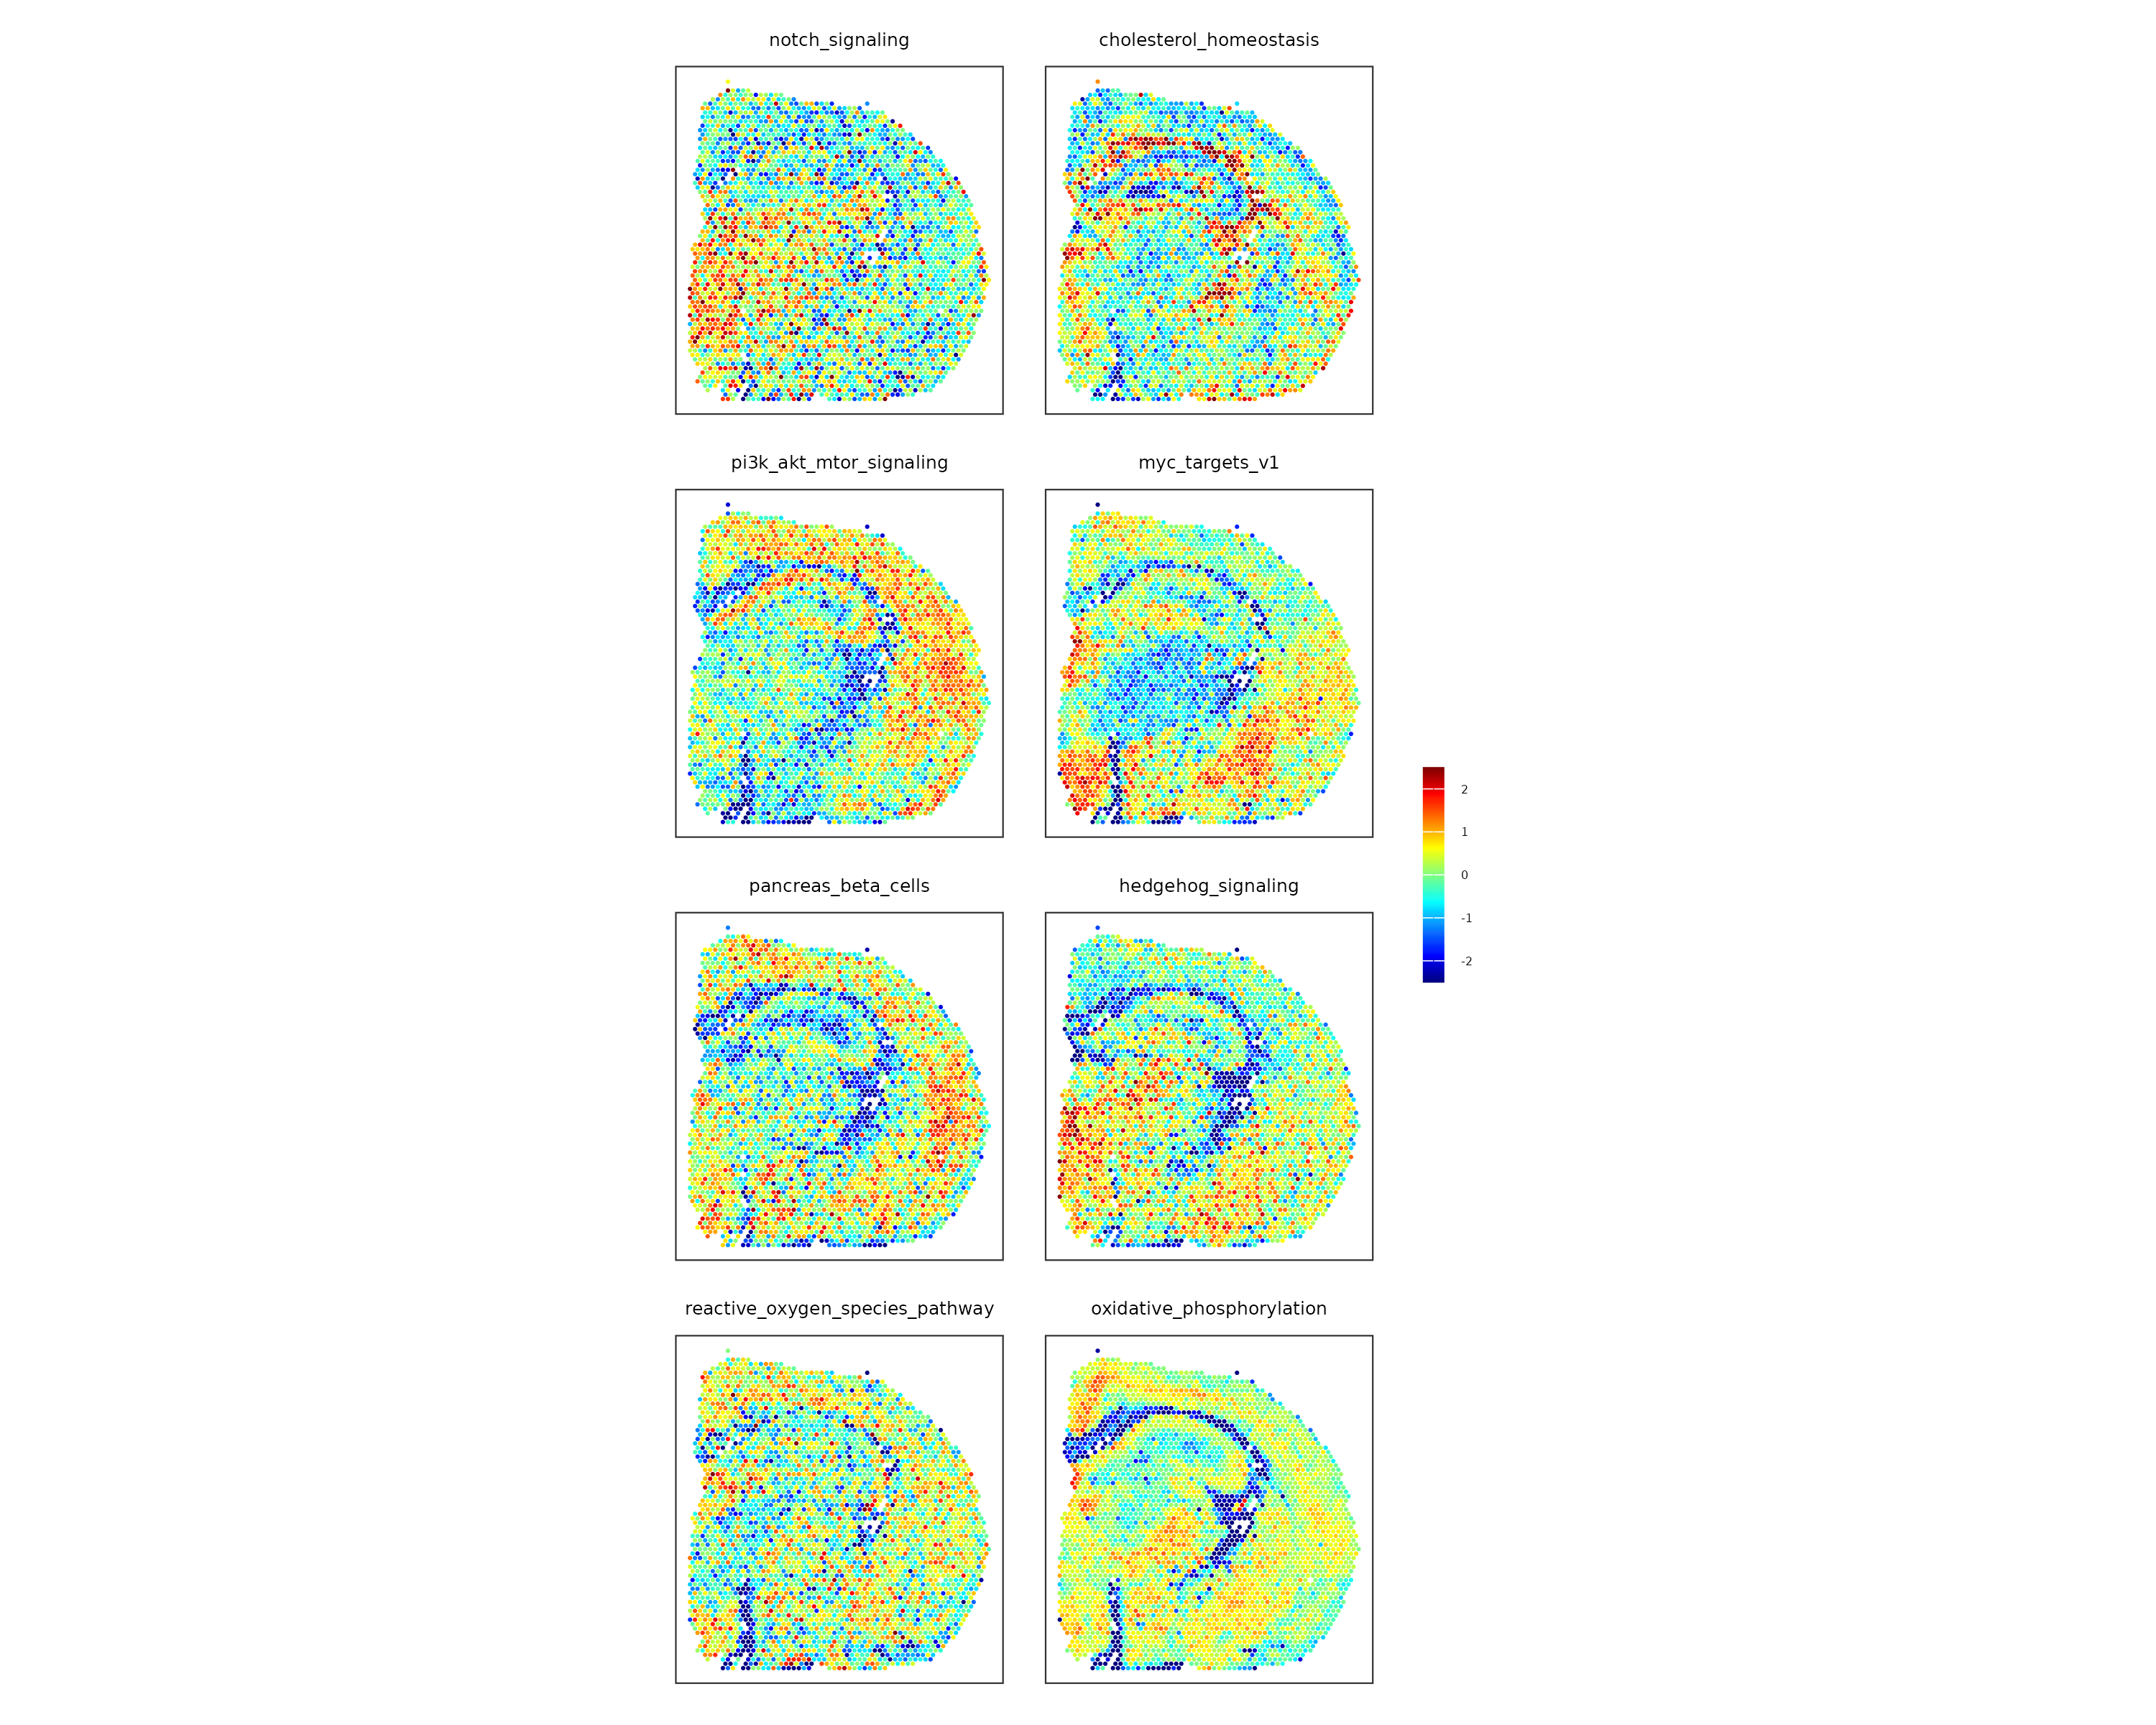 notch_signaling
cholesterol_homeostasis
pi3k_akt_mtor_signaling
myc_targets_v1
2
1
0
-1
-2
pancreas_beta_cells
hedgehog_signaling
reactive_oxygen_species_pathway
oxidative_phosphorylation